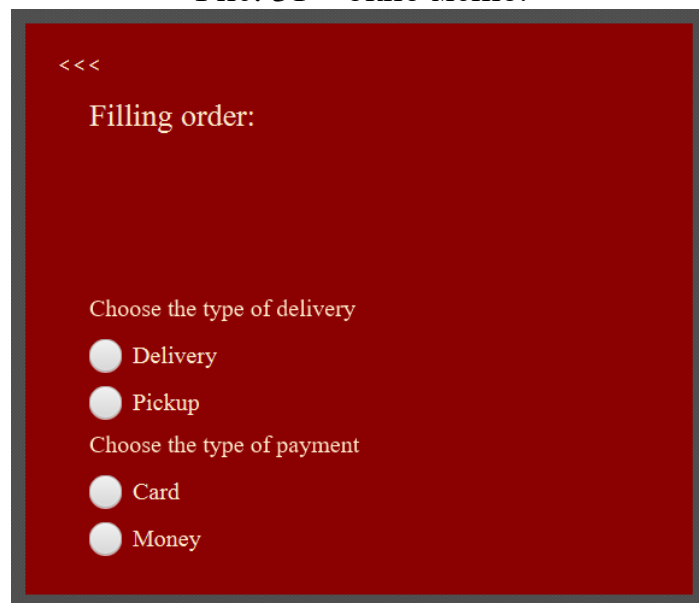 <<<
Filling order:
Choose the type of delivery
Delivery
Pickup
Choose the type of payment
Card
Money